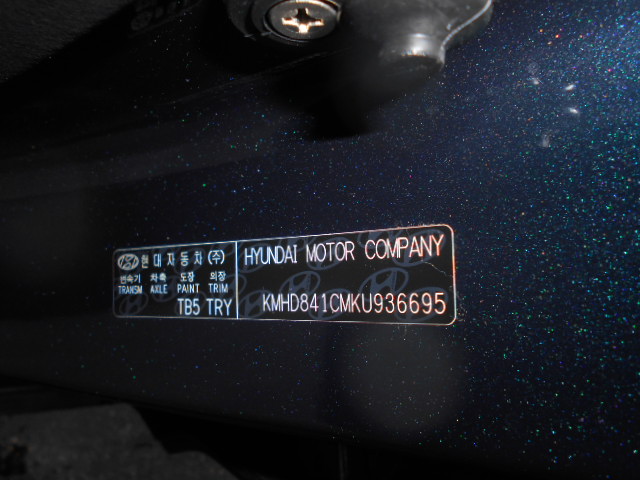 현대자동차(주)
변속기 차축 도장 외장
TRANSM AXLE PAINT TRIM
TB5 TRY
HYUNDAI MOTOR COMPANY
KMHD841CMKU936695